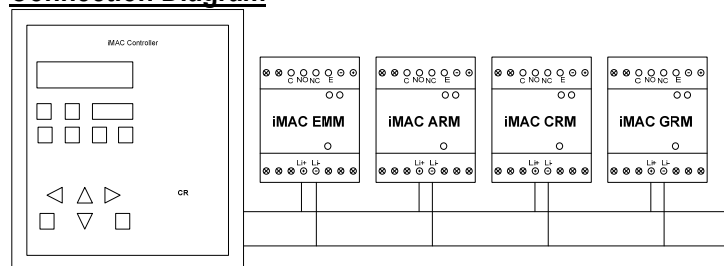 Connection Diagram
iMAC Controller
CR
C NO NC E
iMAC EMM
Li+ Li-
C NO NC E
iMAC ARM
Li+ Li-
C NO NC E
iMAC CRM
Li+ Li-
C NO NC E
iMAC GRM
Li+ Li-